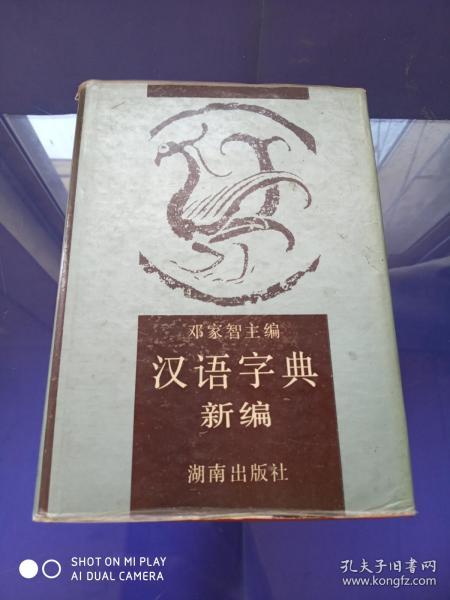 邓家智主编
汉语字典
新编
湖南出版社
SHOT ON MI PLAY
AI DUAL CAMERA
孔夫子旧书网
www.kongfz.com